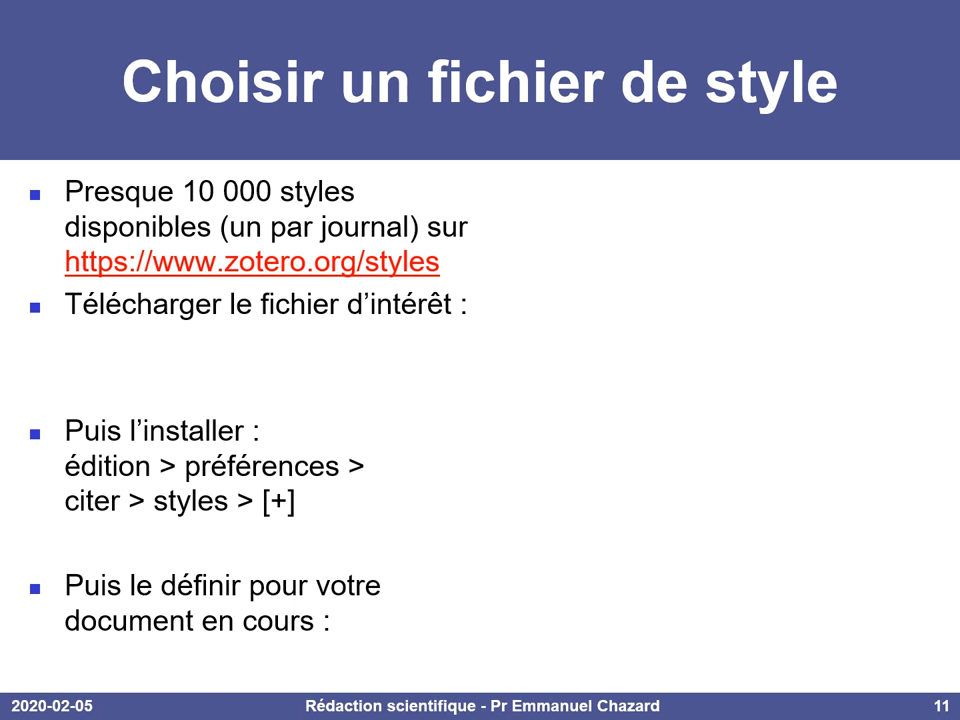 Choisir un fichier de style
Presque 10 000 styles
disponibles (un par journal) sur
https://www.zotero.org/styles
Télécharger le fichier d’intérêt :
Puis l’installer :
édition > préférences >
citer > styles > [+]
Puis le définir pour votre
document en cours :
2020-02-05 Rédaction scientifique - Pr Emmanuel Chazard 11